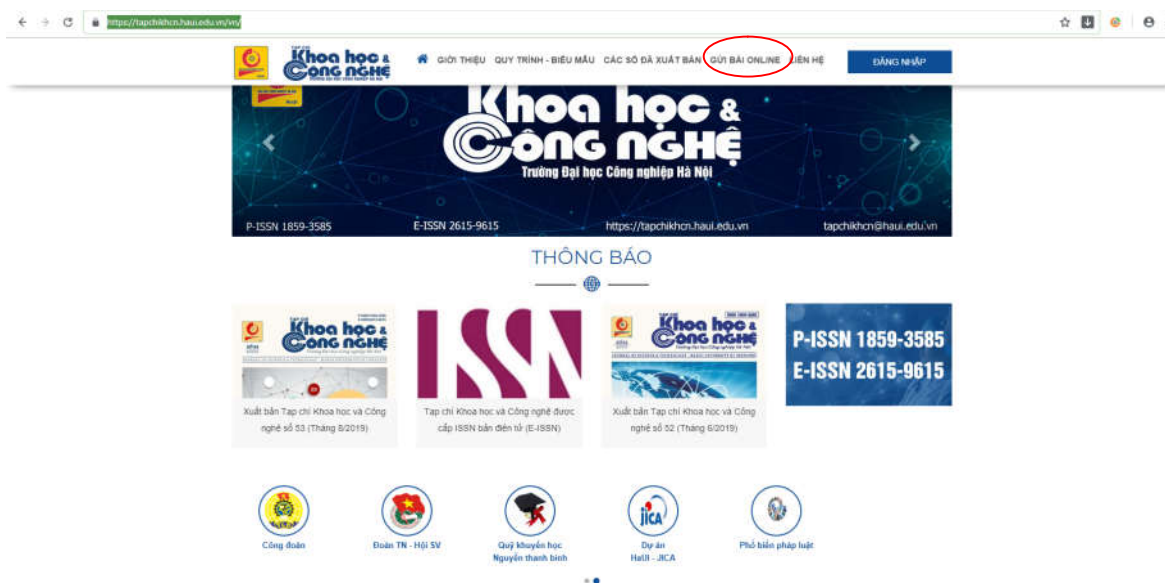 https://tapchikhcn.haui.edu.vn/vn/
TẠP CHÍ
Khoa học &
Công nghệ
GIỚI THIỆU QUY TRÌNH - BIỂU MẪU CÁC SỐ ĐÃ XUẤT BẢN GỬI BÀI ONLINE LIÊN HỆ ĐĂNG NHẬP
Khoa học &
Công nghệ
Trường Đại học Công nghiệp Hà Nội
P-ISSN 1859-3585 E-ISSN 2615-9615 https://tapchikhcn.haui.edu.vn tapchikhcn@haui.edu.vn
THÔNG BÁO
Khoa học &
Công nghệ
ISSN
Khoa học &
Công nghệ
P-ISSN 1859-3585
E-ISSN 2615-9615
Xuất bản Tạp chí Khoa học và Công
nghệ số 53 (Tháng 8/2019)
Tạp chí Khoa học và Công nghệ được
cấp ISSN bản điện tử (E-ISSN)
Xuất bản Tạp chí Khoa học và Công
nghệ số 52 (Tháng 6/2019)
jICA
Công đoàn
Đoàn TN - Hội SV
Quỹ khuyến học
Nguyễn thanh bình
Dự án
HaUI - JICA
Phổ biến pháp luật